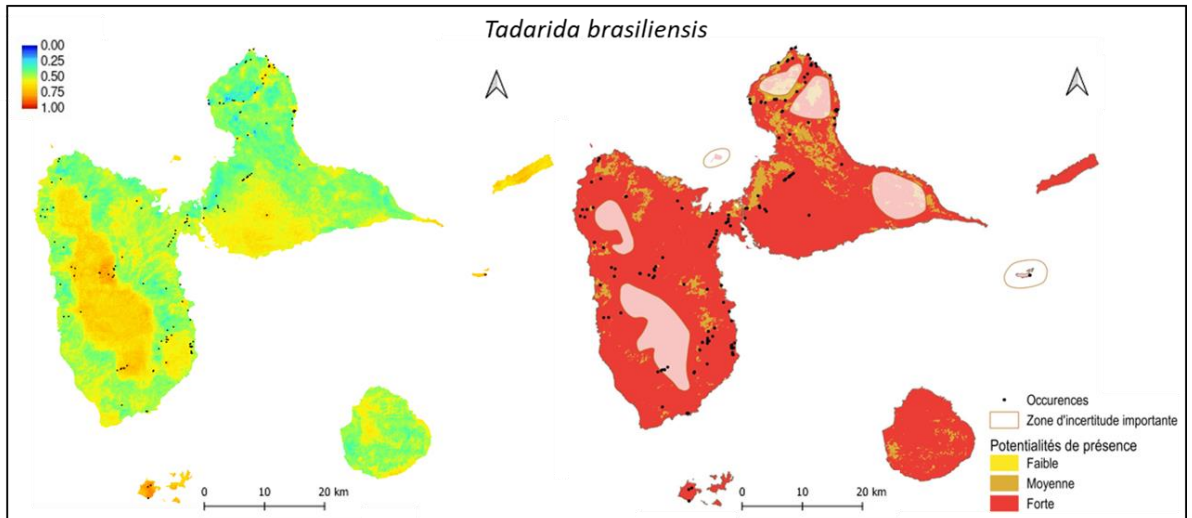 Tadarida brasiliensis
0.00
0.25
0.50
0.75
1.00
0 10 20 km
0 10 20 km
Occurences
Zone d'incertitude importante
Potentialités de présence
Faible
Moyenne
Forte